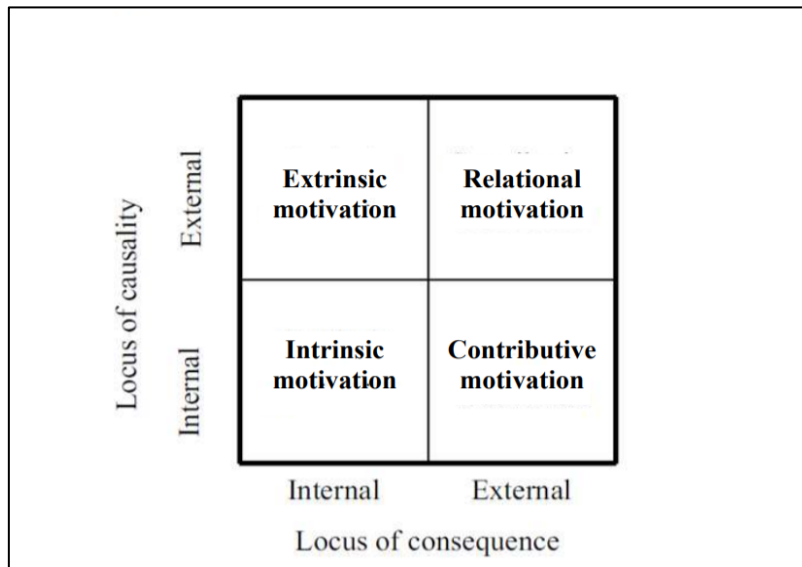 Locus of causality
External
Internal
Extrinsic
motivation
Relational
motivation
Intrinsic
motivation
Contributive
motivation
Internal
External
Locus of consequence